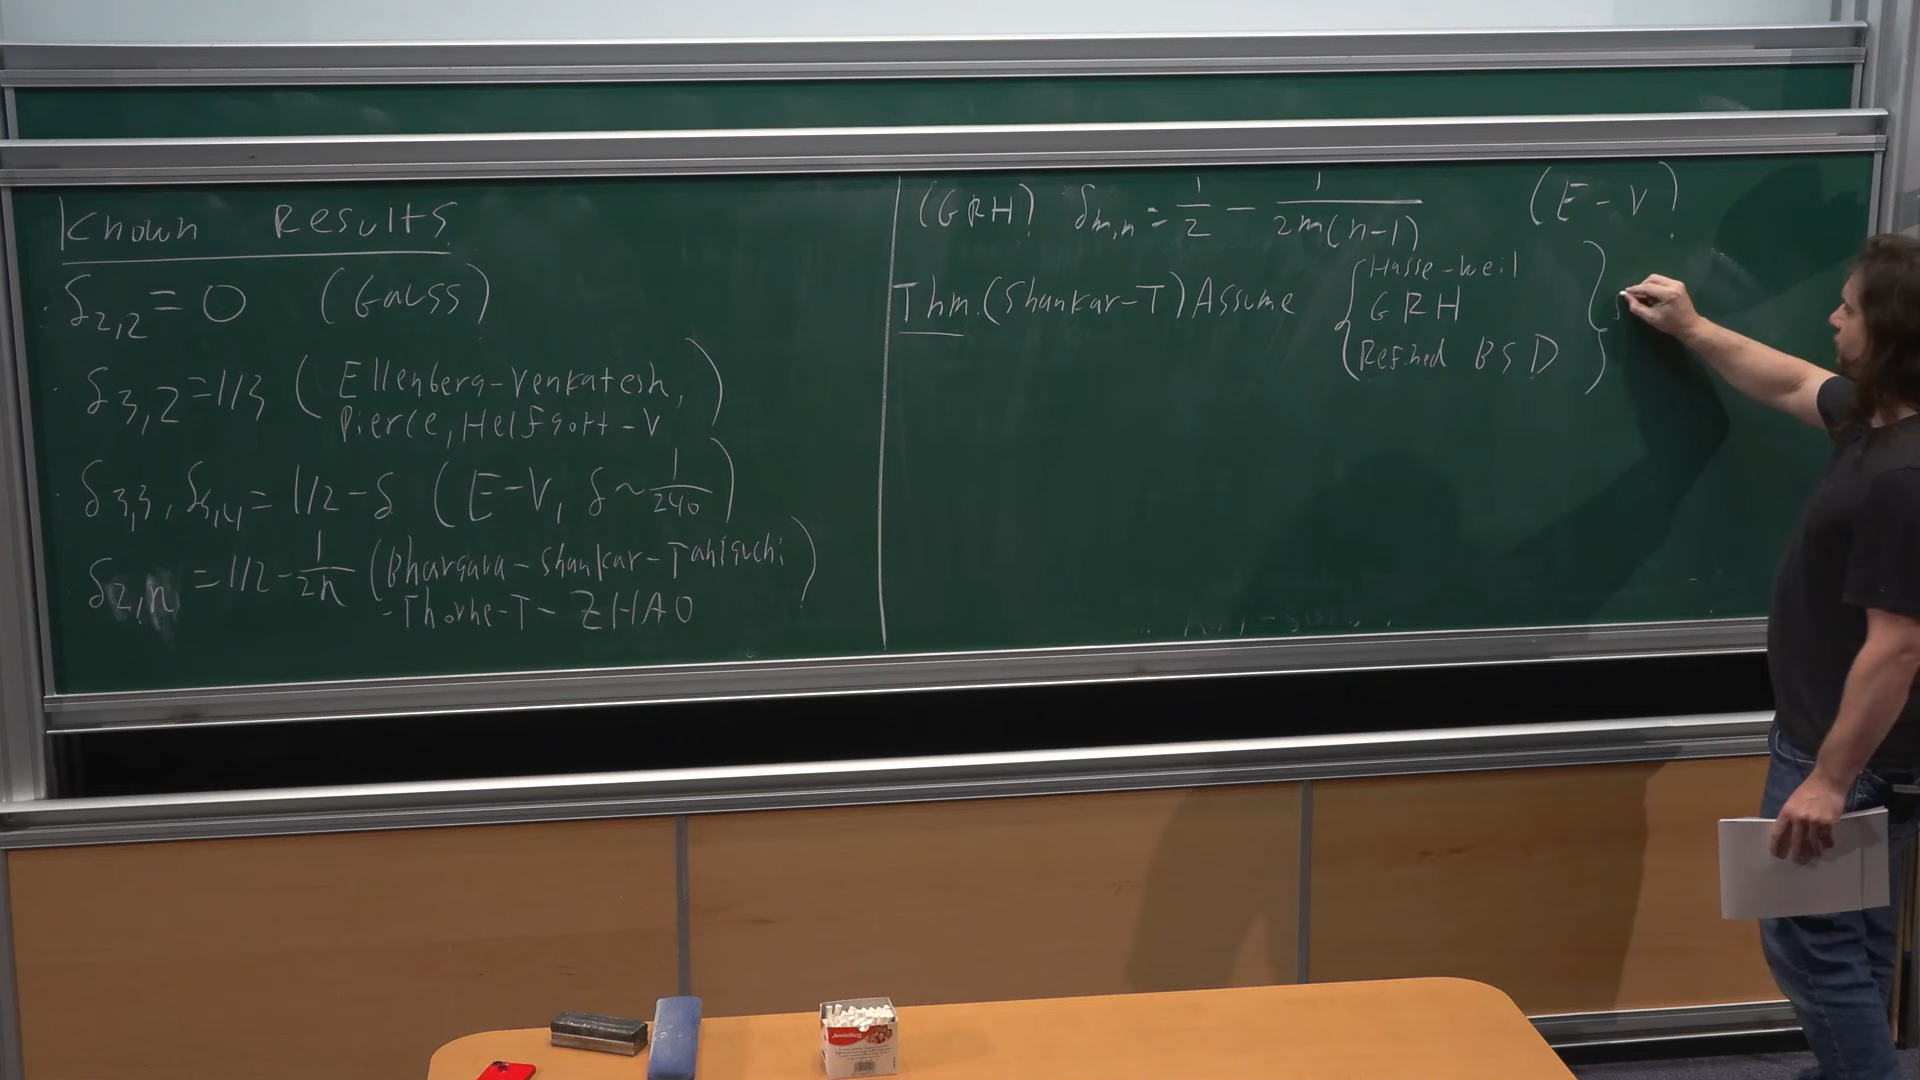 Known Results
δ₂,₂ = 0 (Gauss)
δ₃,₂ = 1/3 ( Ellenberg-Venkatesh,
Pierce, Helfgott-V )
δ₃,₃, δ₃,₄ = 1/2-δ (E-V, δ~1/240)
δ₂,ₙ = 1/2 - 1/2n (Bhargava-Shankar-Taniguchi
-Thorne-T-ZHAO )
(GRH) δₘ,ₙ = 1/2 - 1/2m(n-1) (E-V)
Thm. (Shankar-T) Assume { Hasse-Weil
GRH
Refined BSD }